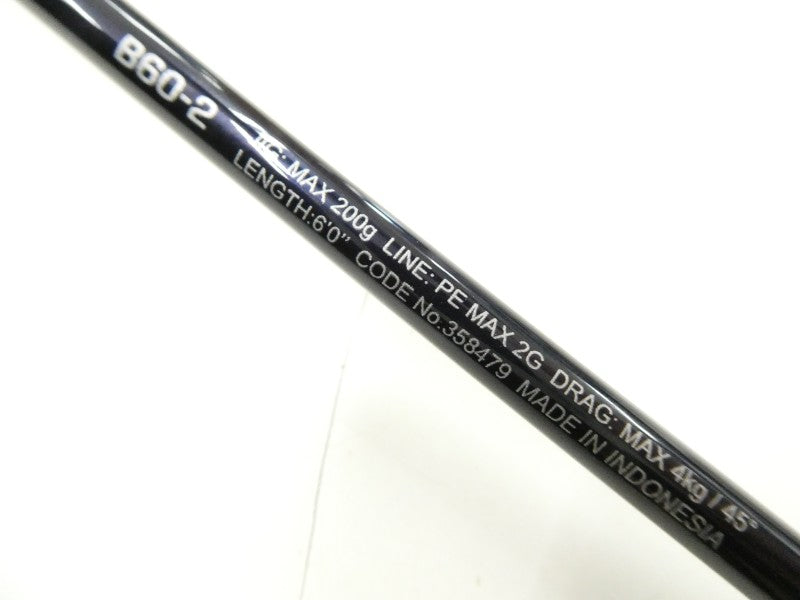 B60-2
JIG: MAX 200g LINE: PE MAX 2G DRAG: MAX 4kg / 45°
LENGTH:6'0" CODE No.358479 MADE IN INDONESIA